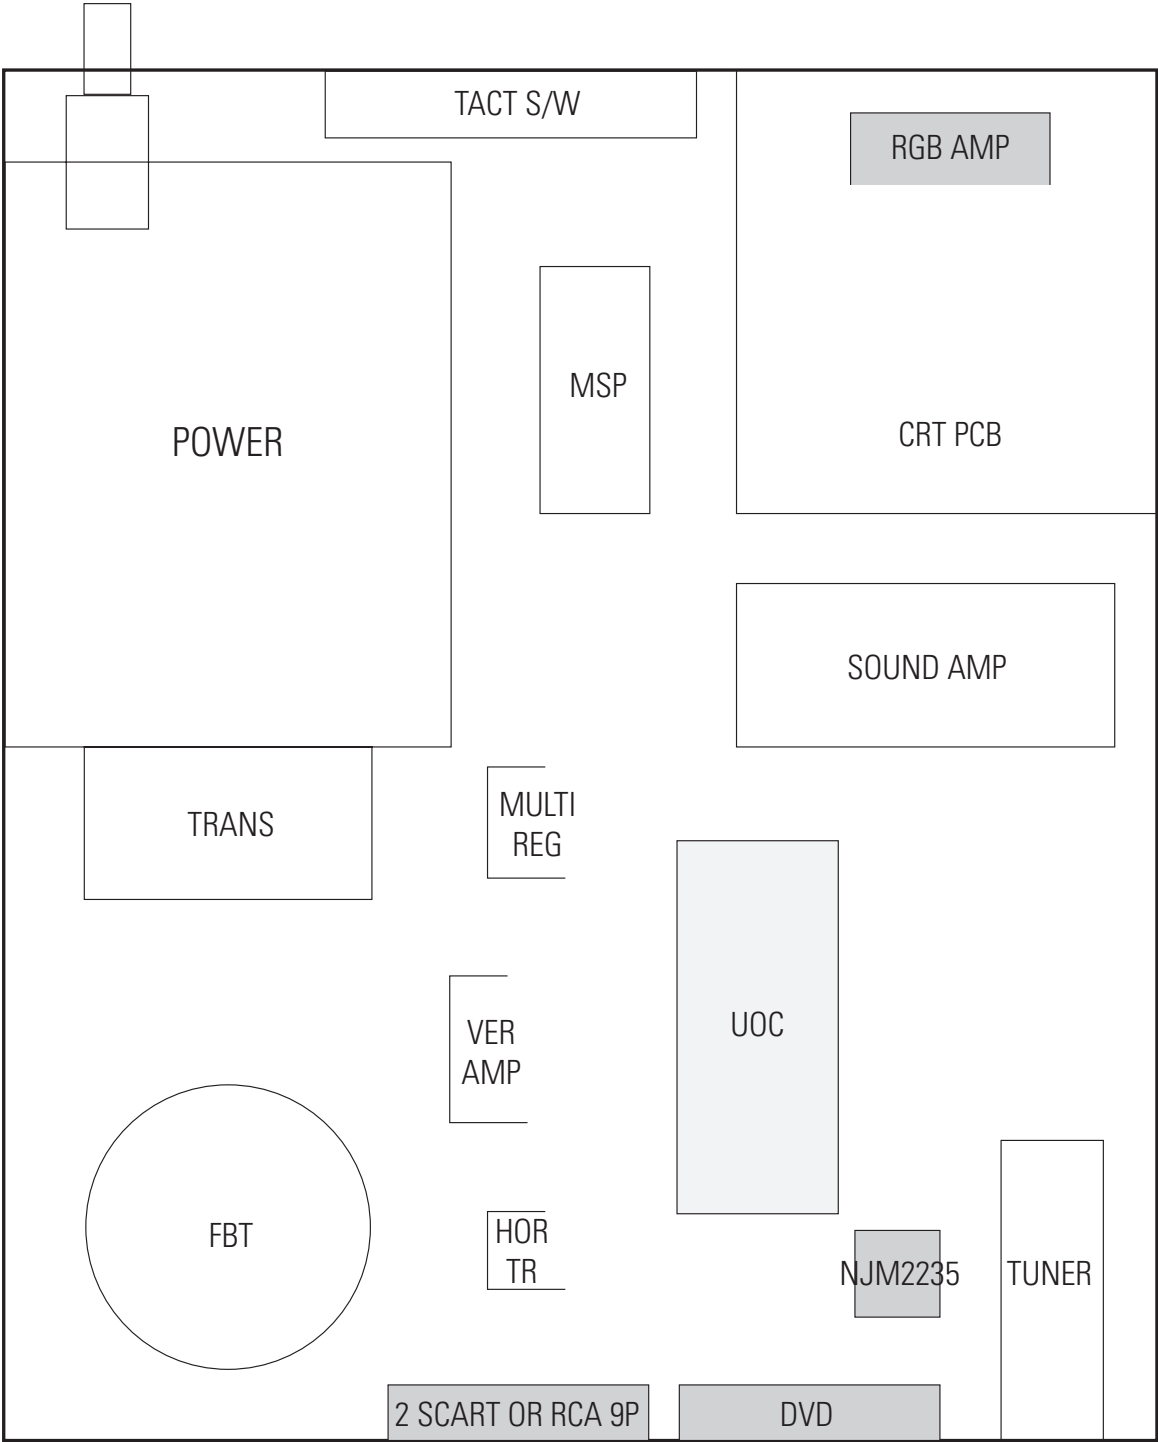 TACT S/W
RGB AMP
MSP
CRT PCB
POWER
SOUND AMP
MULTI
REG
TRANS
UOC
VER
AMP
FBT
HOR
TR
NJM2235
TUNER
2 SCART OR RCA 9P
DVD